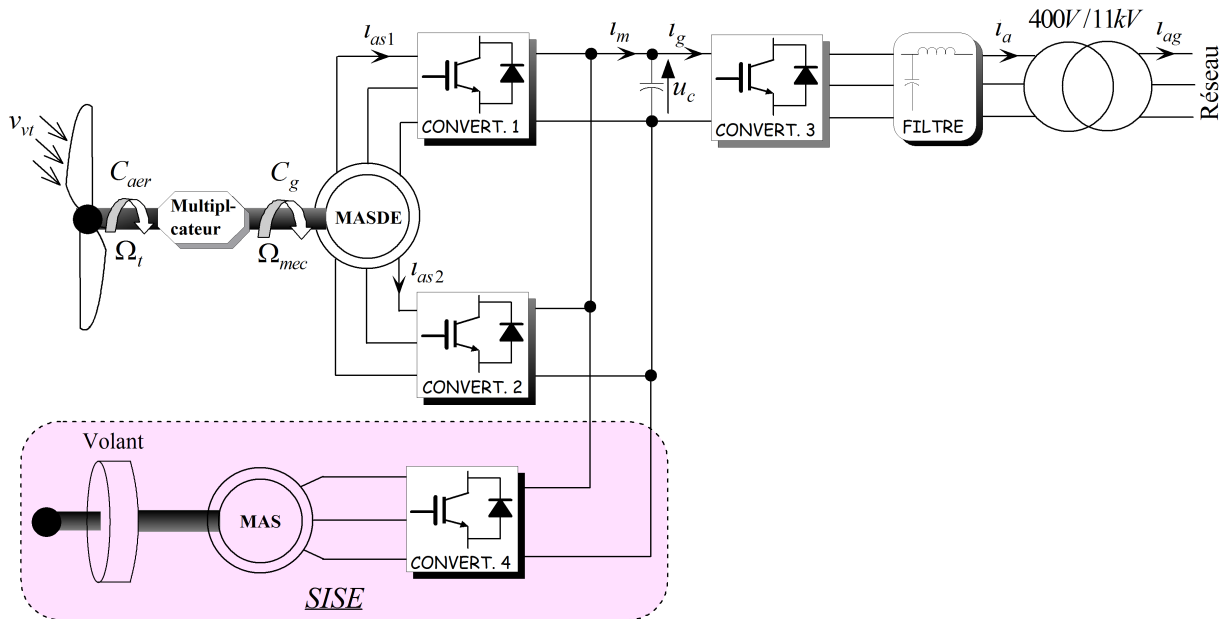 400V/11kV
i_as1
i_m
i_g
i_a
i_ag
u_c
CONVERT. 1
CONVERT. 3
FILTRE
Réseau
v_vt
C_aer
C_g
Multipl-
cateur
MASDE
Ω_t
Ω_mec
i_as2
CONVERT. 2
Volant
MAS
CONVERT. 4
SISE